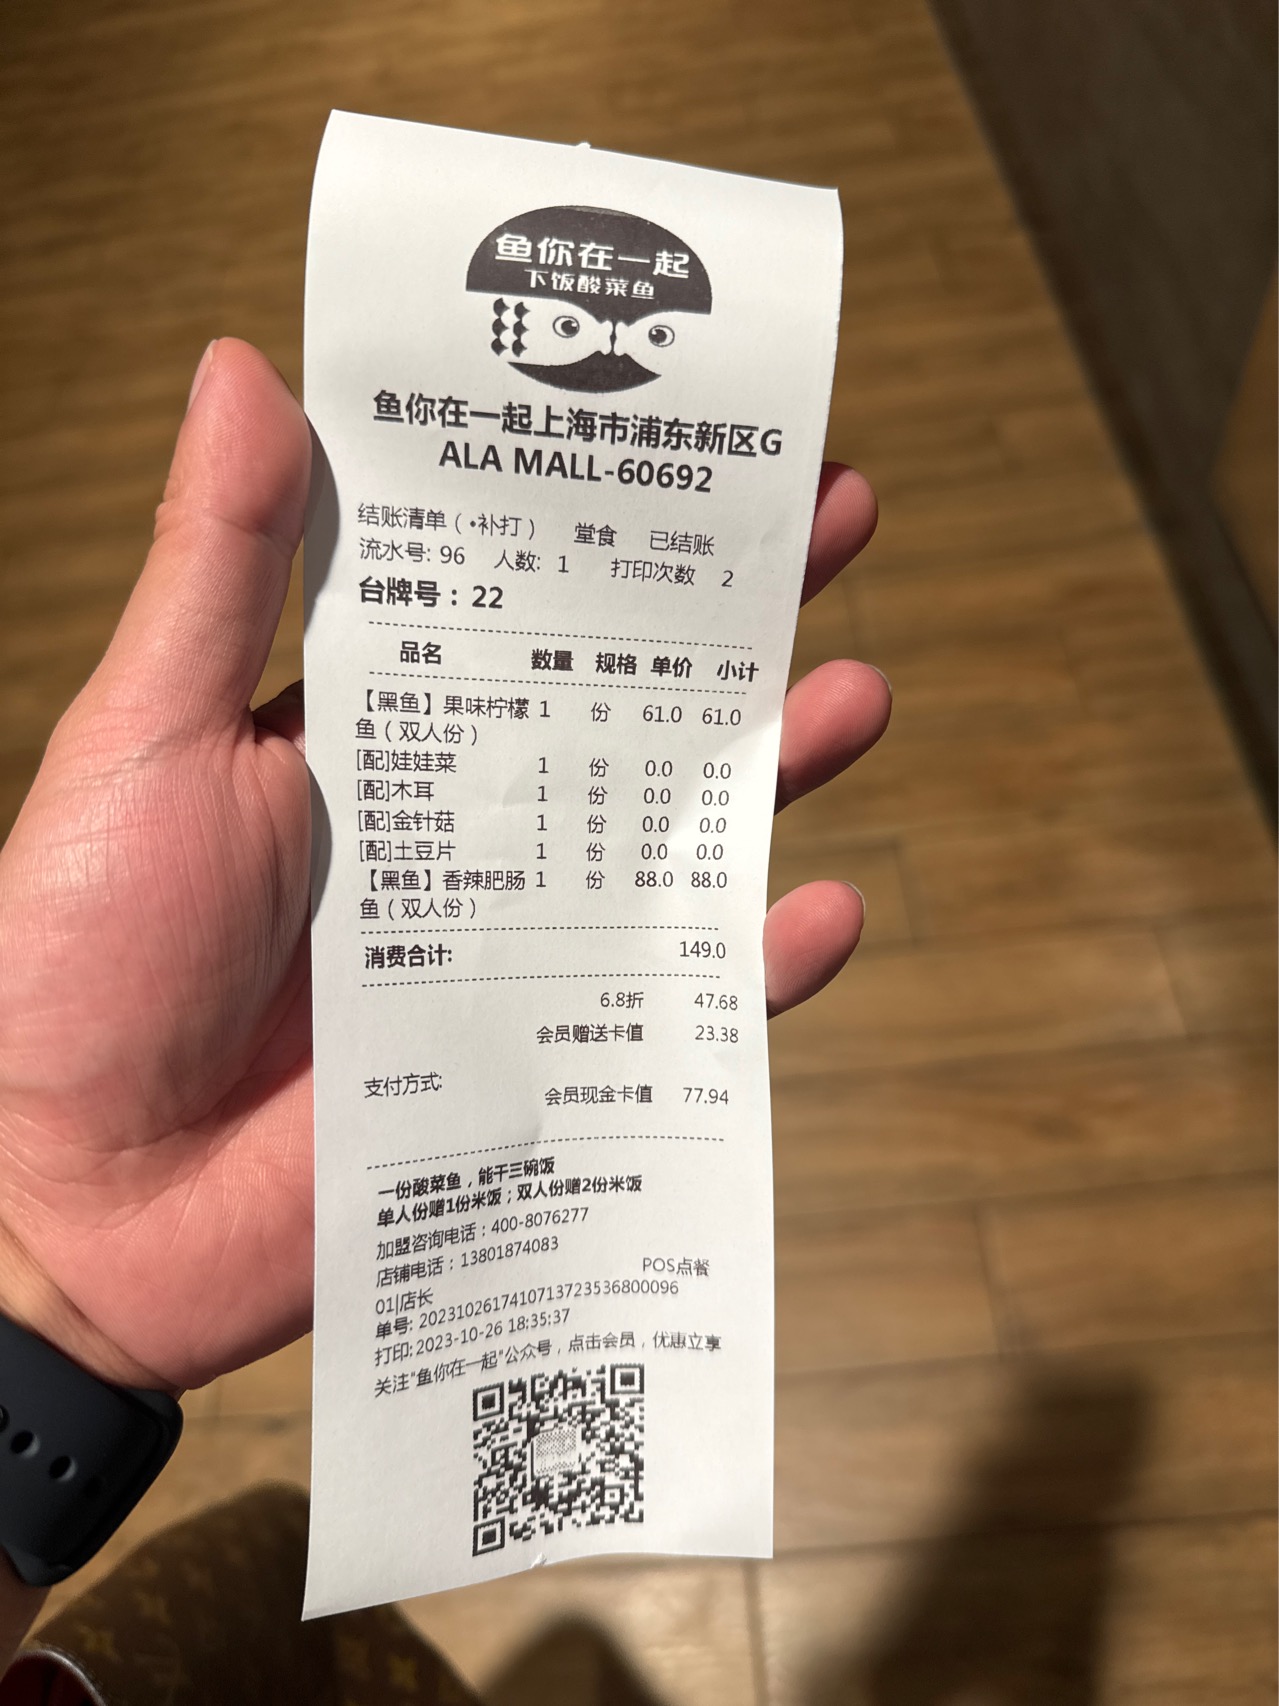 鱼你在一起
下饭酸菜鱼
鱼你在一起上海市浦东新区G
ALA MALL-60692
结账清单（•补打） 堂食 已结账
流水号: 96 人数: 1 打印次数 2
台牌号： 22
品名 数量 规格 单价 小计
【黑鱼】果味柠檬 1 份 61.0 61.0
鱼（双人份）
[配]娃娃菜 1 份 0.0 0.0
[配]木耳 1 份 0.0 0.0
[配]金针菇 1 份 0.0 0.0
[配]土豆片 1 份 0.0 0.0
【黑鱼】香辣肥肠 1 份 88.0 88.0
鱼（双人份）
消费合计: 149.0
6.8折 47.68
会员赠送卡值 23.38
支付方式:
会员现金卡值 77.94
一份酸菜鱼，能干三碗饭
单人份赠1份米饭；双人份赠2份米饭
加盟咨询电话：400-8076277
店铺电话：13801874083
POS点餐
01|店长
单号: 2023102617410713723536800096
打印: 2023-10-26 18:35:37
关注"鱼你在一起"公众号，点击会员，优惠立享